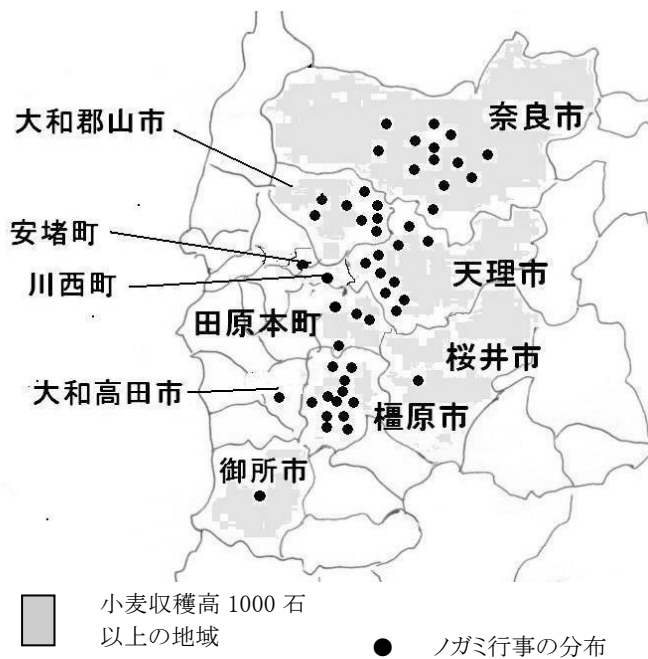 奈良市
大和郡山市
安堵町
川西町
天理市
田原本町
桜井市
大和高田市
橿原市
御所市
小麦収穫高 1000 石
以上の地域
ノガミ行事の分布